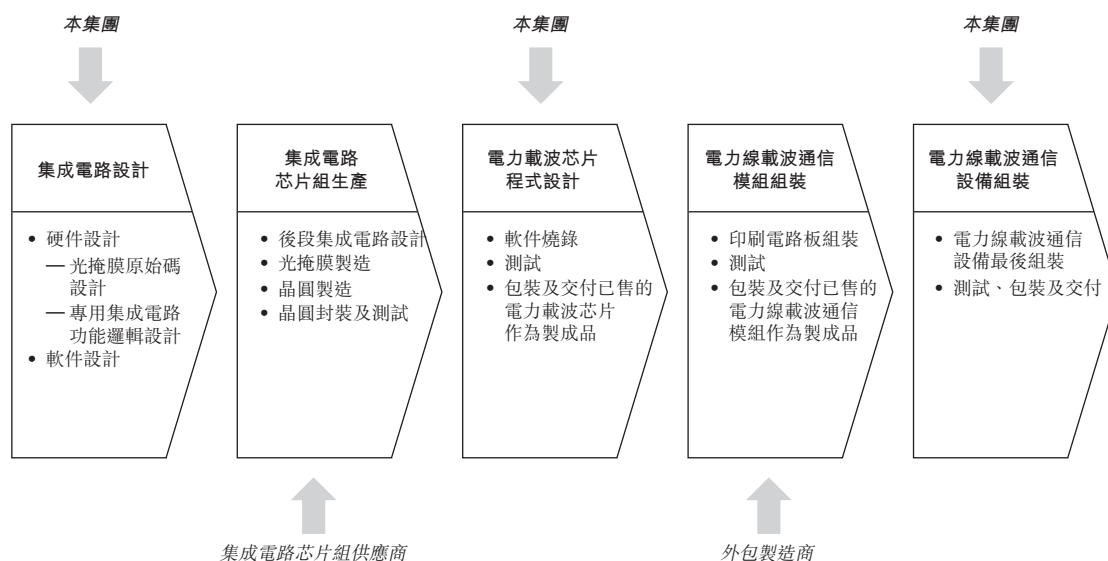 本集團
本集團
本集團
集成電路設計
• 硬件設計
— 光掩膜原始碼
設計
— 專用集成電路
功能邏輯設計
• 軟件設計
集成電路
芯片組生產
• 後段集成電路設計
• 光掩膜製造
• 晶圓製造
• 晶圓封裝及測試
電力載波芯片
程式設計
• 軟件燒錄
• 測試
• 包裝及交付已售的
電力載波芯片
作為製成品
電力線載波通信
模組組裝
• 印刷電路板組裝
• 測試
• 包裝及交付已售的
電力線載波通信
模組作為製成品
電力線載波通信
設備組裝
• 電力線載波通信
設備最後組裝
• 測試、包裝及交付
集成電路芯片組供應商
外包製造商